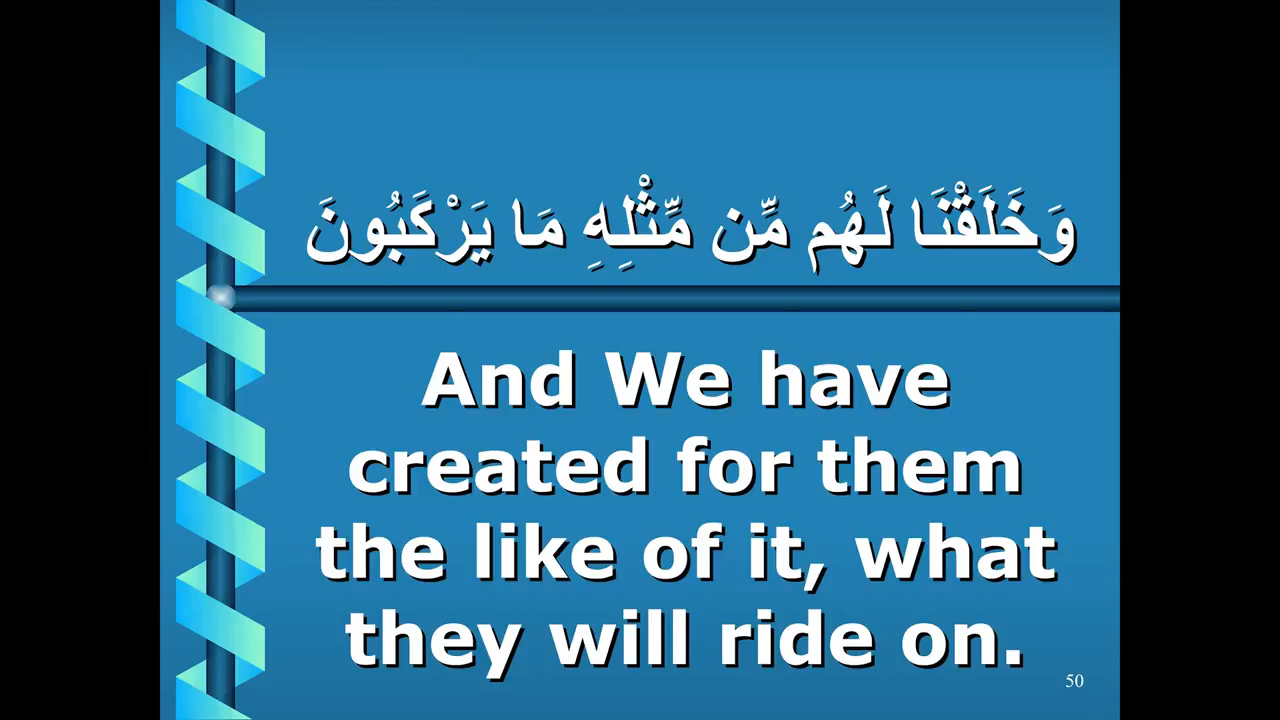 وَخَلَقْنَا لَهُم مِّن مِّثْلِهِ مَا يَرْكَبُونَ
And We have
created for them
the like of it, what
they will ride on.
50